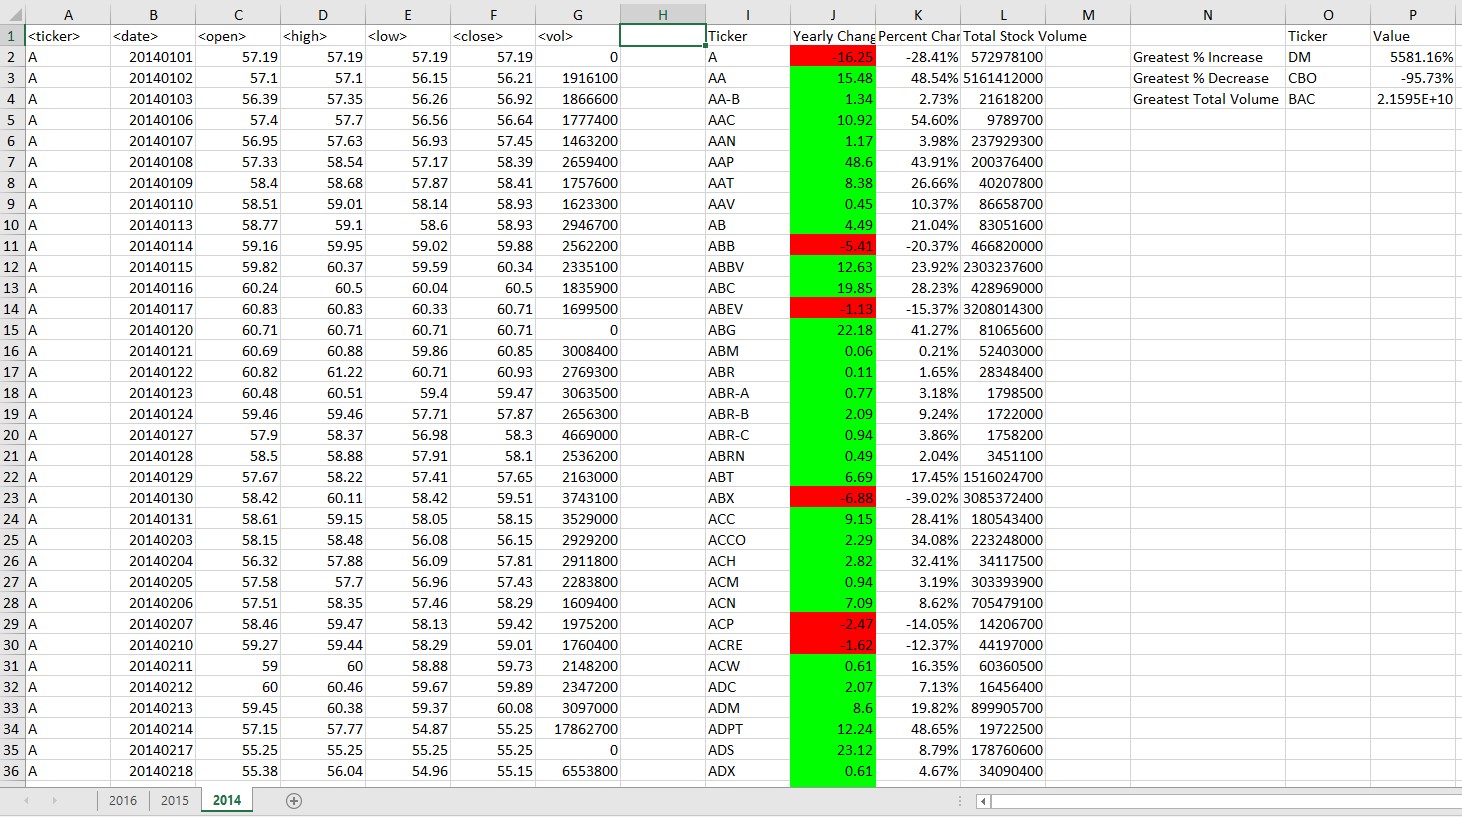 A B C D E F G H I J K L M N O P
1 <ticker> <date> <open> <high> <low> <close> <vol> Ticker Yearly Chang Percent Char Total Stock Volume Ticker Value
2 A 20140101 57.19 57.19 57.19 57.19 0 A -16.25 -28.41% 572978100 Greatest % Increase DM 5581.16%
3 A 20140102 57.1 57.1 56.15 56.21 1916100 AA 15.48 48.54% 5161412000 Greatest % Decrease CBO -95.73%
4 A 20140103 56.39 57.35 56.26 56.92 1866600 AA-B 1.34 2.73% 21618200 Greatest Total Volume BAC 2.1595E+10
5 A 20140106 57.4 57.7 56.56 56.64 1777400 AAC 10.92 54.60% 9789700
6 A 20140107 56.95 57.63 56.93 57.45 1463200 AAN 1.17 3.98% 237929300
7 A 20140108 57.33 58.54 57.17 58.39 2659400 AAP 48.6 43.91% 200376400
8 A 20140109 58.4 58.68 57.87 58.41 1757600 AAT 8.38 26.66% 40207800
9 A 20140110 58.51 59.01 58.14 58.93 1623300 AAV 0.45 10.37% 86658700
10 A 20140113 58.77 59.1 58.6 58.93 2946700 AB 4.49 21.04% 83051600
11 A 20140114 59.16 59.95 59.02 59.88 2562200 ABB -5.41 -20.37% 466820000
12 A 20140115 59.82 60.37 59.59 60.34 2335100 ABBV 12.63 23.92% 2303237600
13 A 20140116 60.24 60.5 60.04 60.5 1835900 ABC 19.85 28.23% 428969000
14 A 20140117 60.83 60.83 60.33 60.71 1699500 ABEV -1.13 -15.37% 3208014300
15 A 20140120 60.71 60.71 60.71 60.71 0 ABG 22.18 41.27% 81065600
16 A 20140121 60.69 60.88 59.86 60.85 3008400 ABM 0.06 0.21% 52403000
17 A 20140122 60.82 61.22 60.71 60.93 2769300 ABR 0.11 1.65% 28348400
18 A 20140123 60.48 60.51 59.4 59.47 3063500 ABR-A 0.77 3.18% 1798500
19 A 20140124 59.46 59.46 57.71 57.87 2656300 ABR-B 2.09 9.24% 1722000
20 A 20140127 57.9 58.37 56.98 58.3 4669000 ABR-C 0.94 3.86% 1758200
21 A 20140128 58.5 58.88 57.91 58.1 2536200 ABRN 0.49 2.04% 3451100
22 A 20140129 57.67 58.22 57.41 57.65 2163000 ABT 6.69 17.45% 1516024700
23 A 20140130 58.42 60.11 58.42 59.51 3743100 ABX -6.88 -39.02% 3085372400
24 A 20140131 58.61 59.15 58.05 58.15 3529000 ACC 9.15 28.41% 180543400
25 A 20140203 58.15 58.48 56.08 56.15 2929200 ACCO 2.29 34.08% 223248000
26 A 20140204 56.32 57.88 56.09 57.81 2911800 ACH 2.82 32.41% 34117500
27 A 20140205 57.58 57.7 56.96 57.43 2283800 ACM 0.94 3.19% 303393900
28 A 20140206 57.51 58.35 57.46 58.29 1609400 ACN 7.09 8.62% 705479100
29 A 20140207 58.46 59.47 58.13 59.42 1975200 ACP -2.47 -14.05% 14206700
30 A 20140210 59.27 59.44 58.29 59.01 1760400 ACRE -1.62 -12.37% 44197000
31 A 20140211 59 60 58.88 59.73 2148200 ACW 0.61 16.35% 60360500
32 A 20140212 60 60.46 59.67 59.89 2347200 ADC 2.07 7.13% 16456400
33 A 20140213 59.45 60.38 59.37 60.08 3097000 ADM 8.6 19.82% 899905700
34 A 20140214 57.15 57.77 54.87 55.25 17862700 ADPT 12.24 48.65% 19722500
35 A 20140217 55.25 55.25 55.25 55.25 0 ADS 23.12 8.79% 178760600
36 A 20140218 55.38 56.04 54.96 55.15 6553800 ADX 0.61 4.67% 34090400
2016 2015 2014